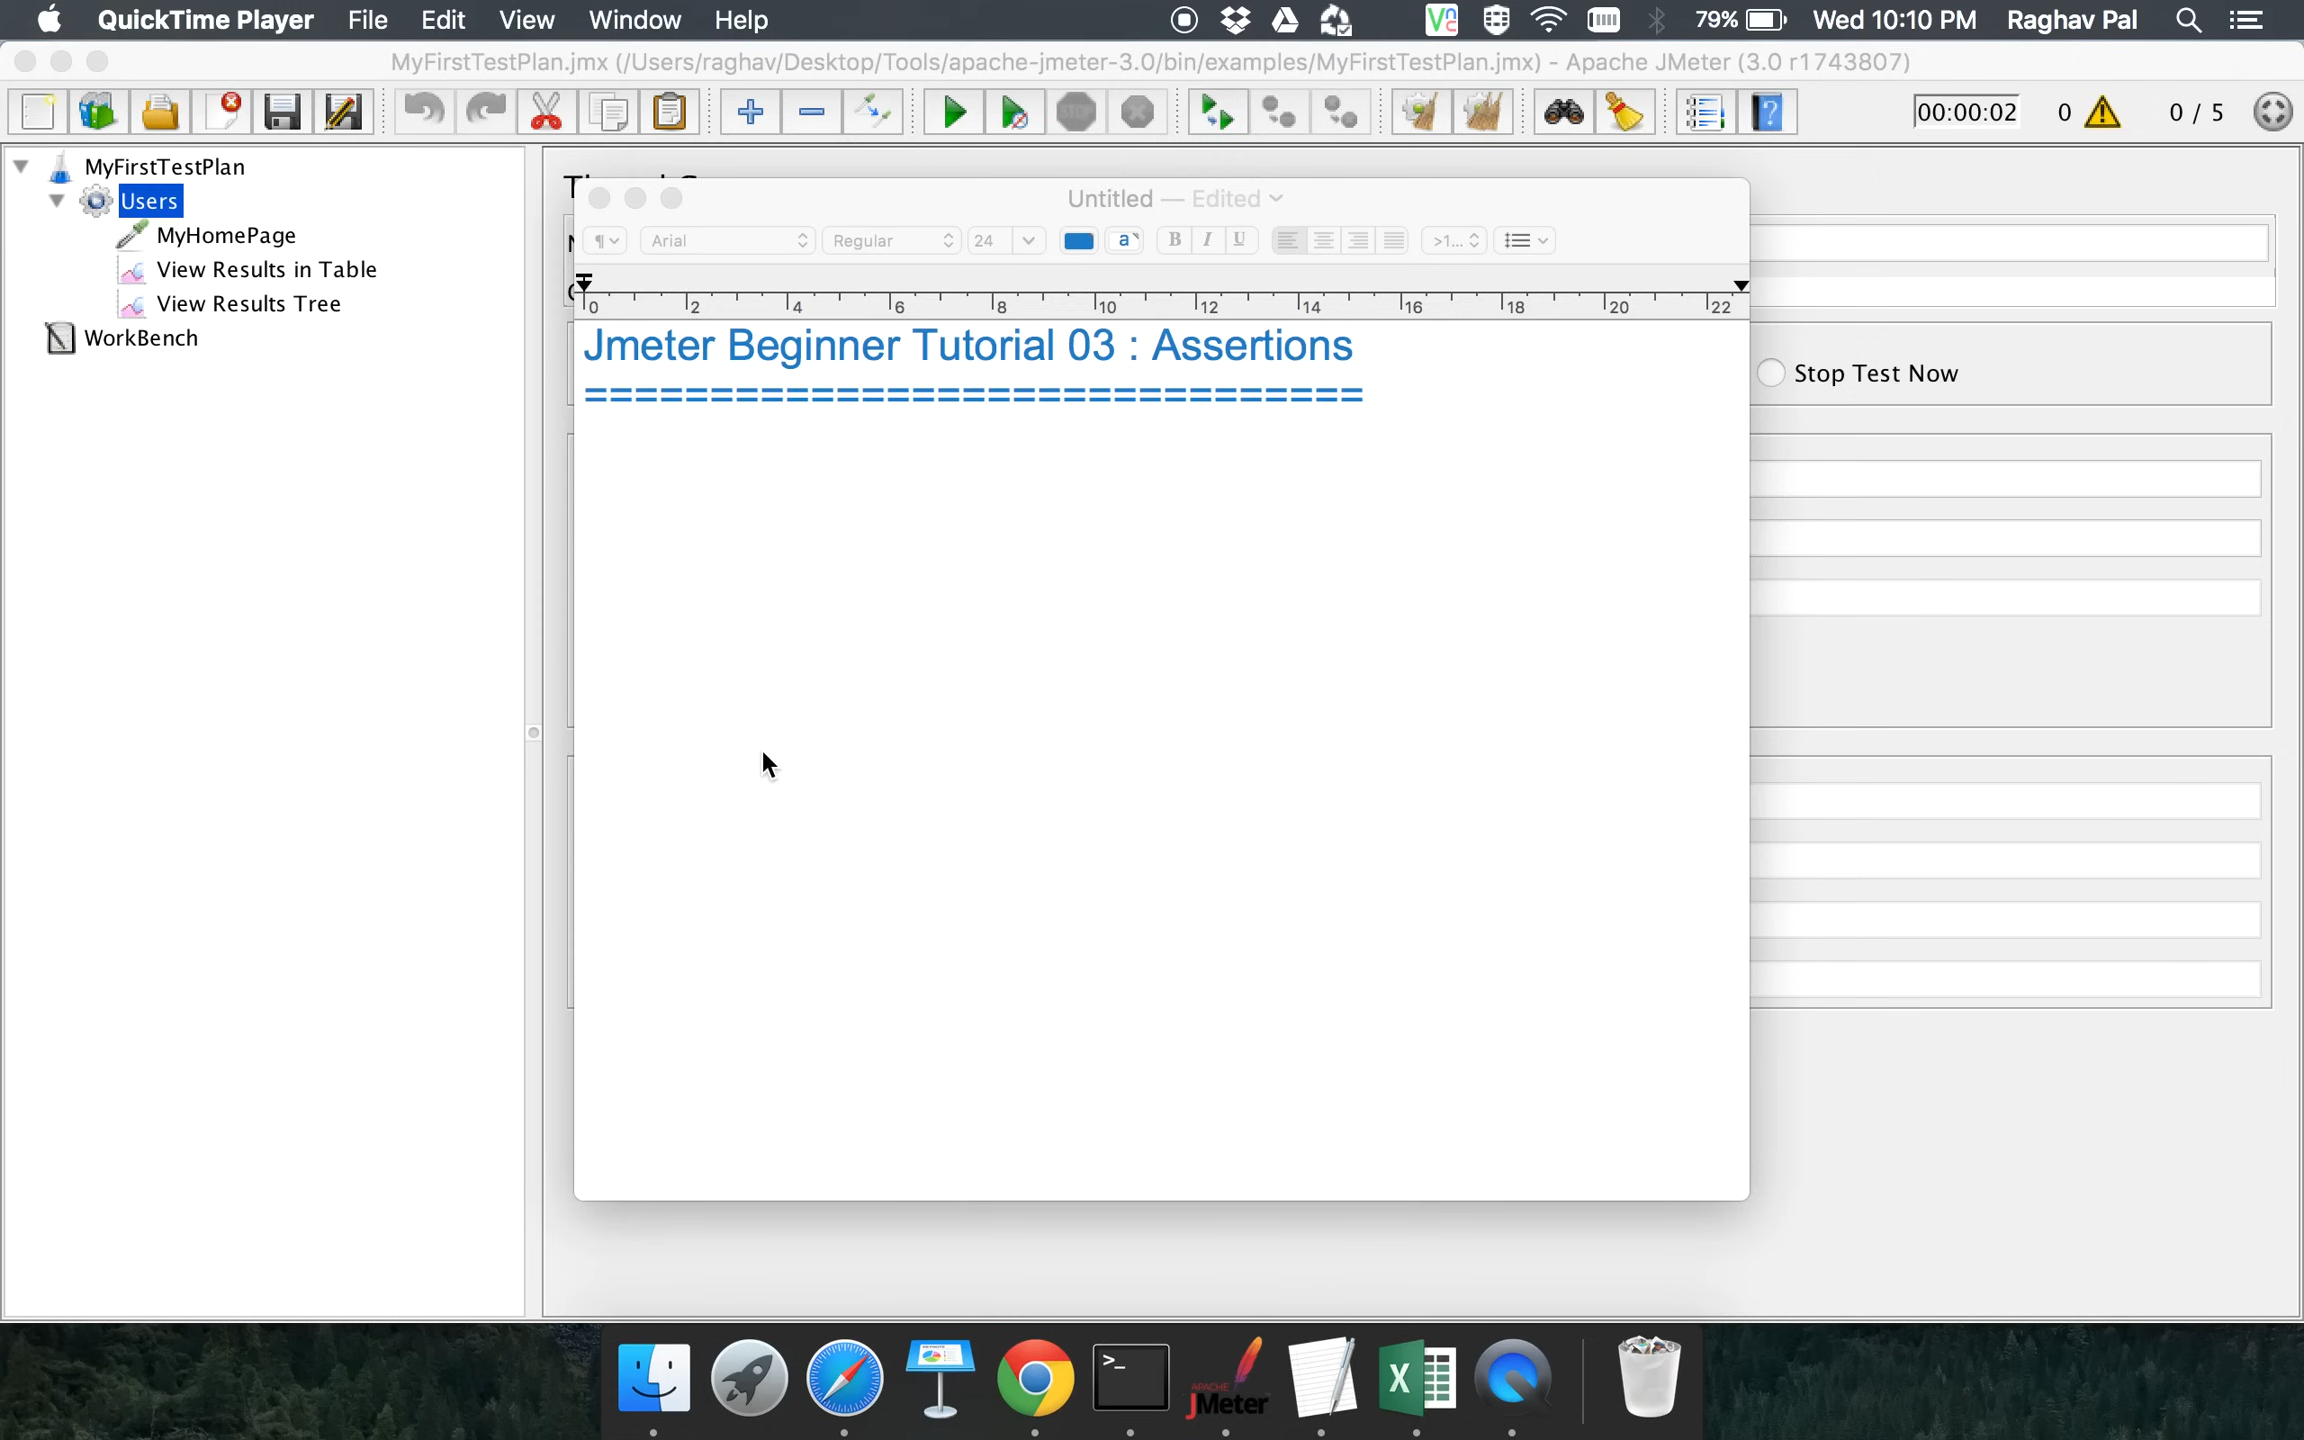 QuickTime Player File Edit View Window Help 79% Wed 10:10 PM Raghav Pal
MyFirstTestPlan.jmx (/Users/raghav/Desktop/Tools/apache-jmeter-3.0/bin/examples/MyFirstTestPlan.jmx) - Apache JMeter (3.0 r1743807)
00:00:02 0 0 / 5
MyFirstTestPlan
Users
MyHomePage
View Results in Table
View Results Tree
WorkBench
Untitled — Edited
Arial Regular 24 a B I U
0 2 4 6 8 10 12 14 16 18 20 22
Jmeter Beginner Tutorial 03 : Assertions
===============================
Stop Test Now
APACHE
JMeter